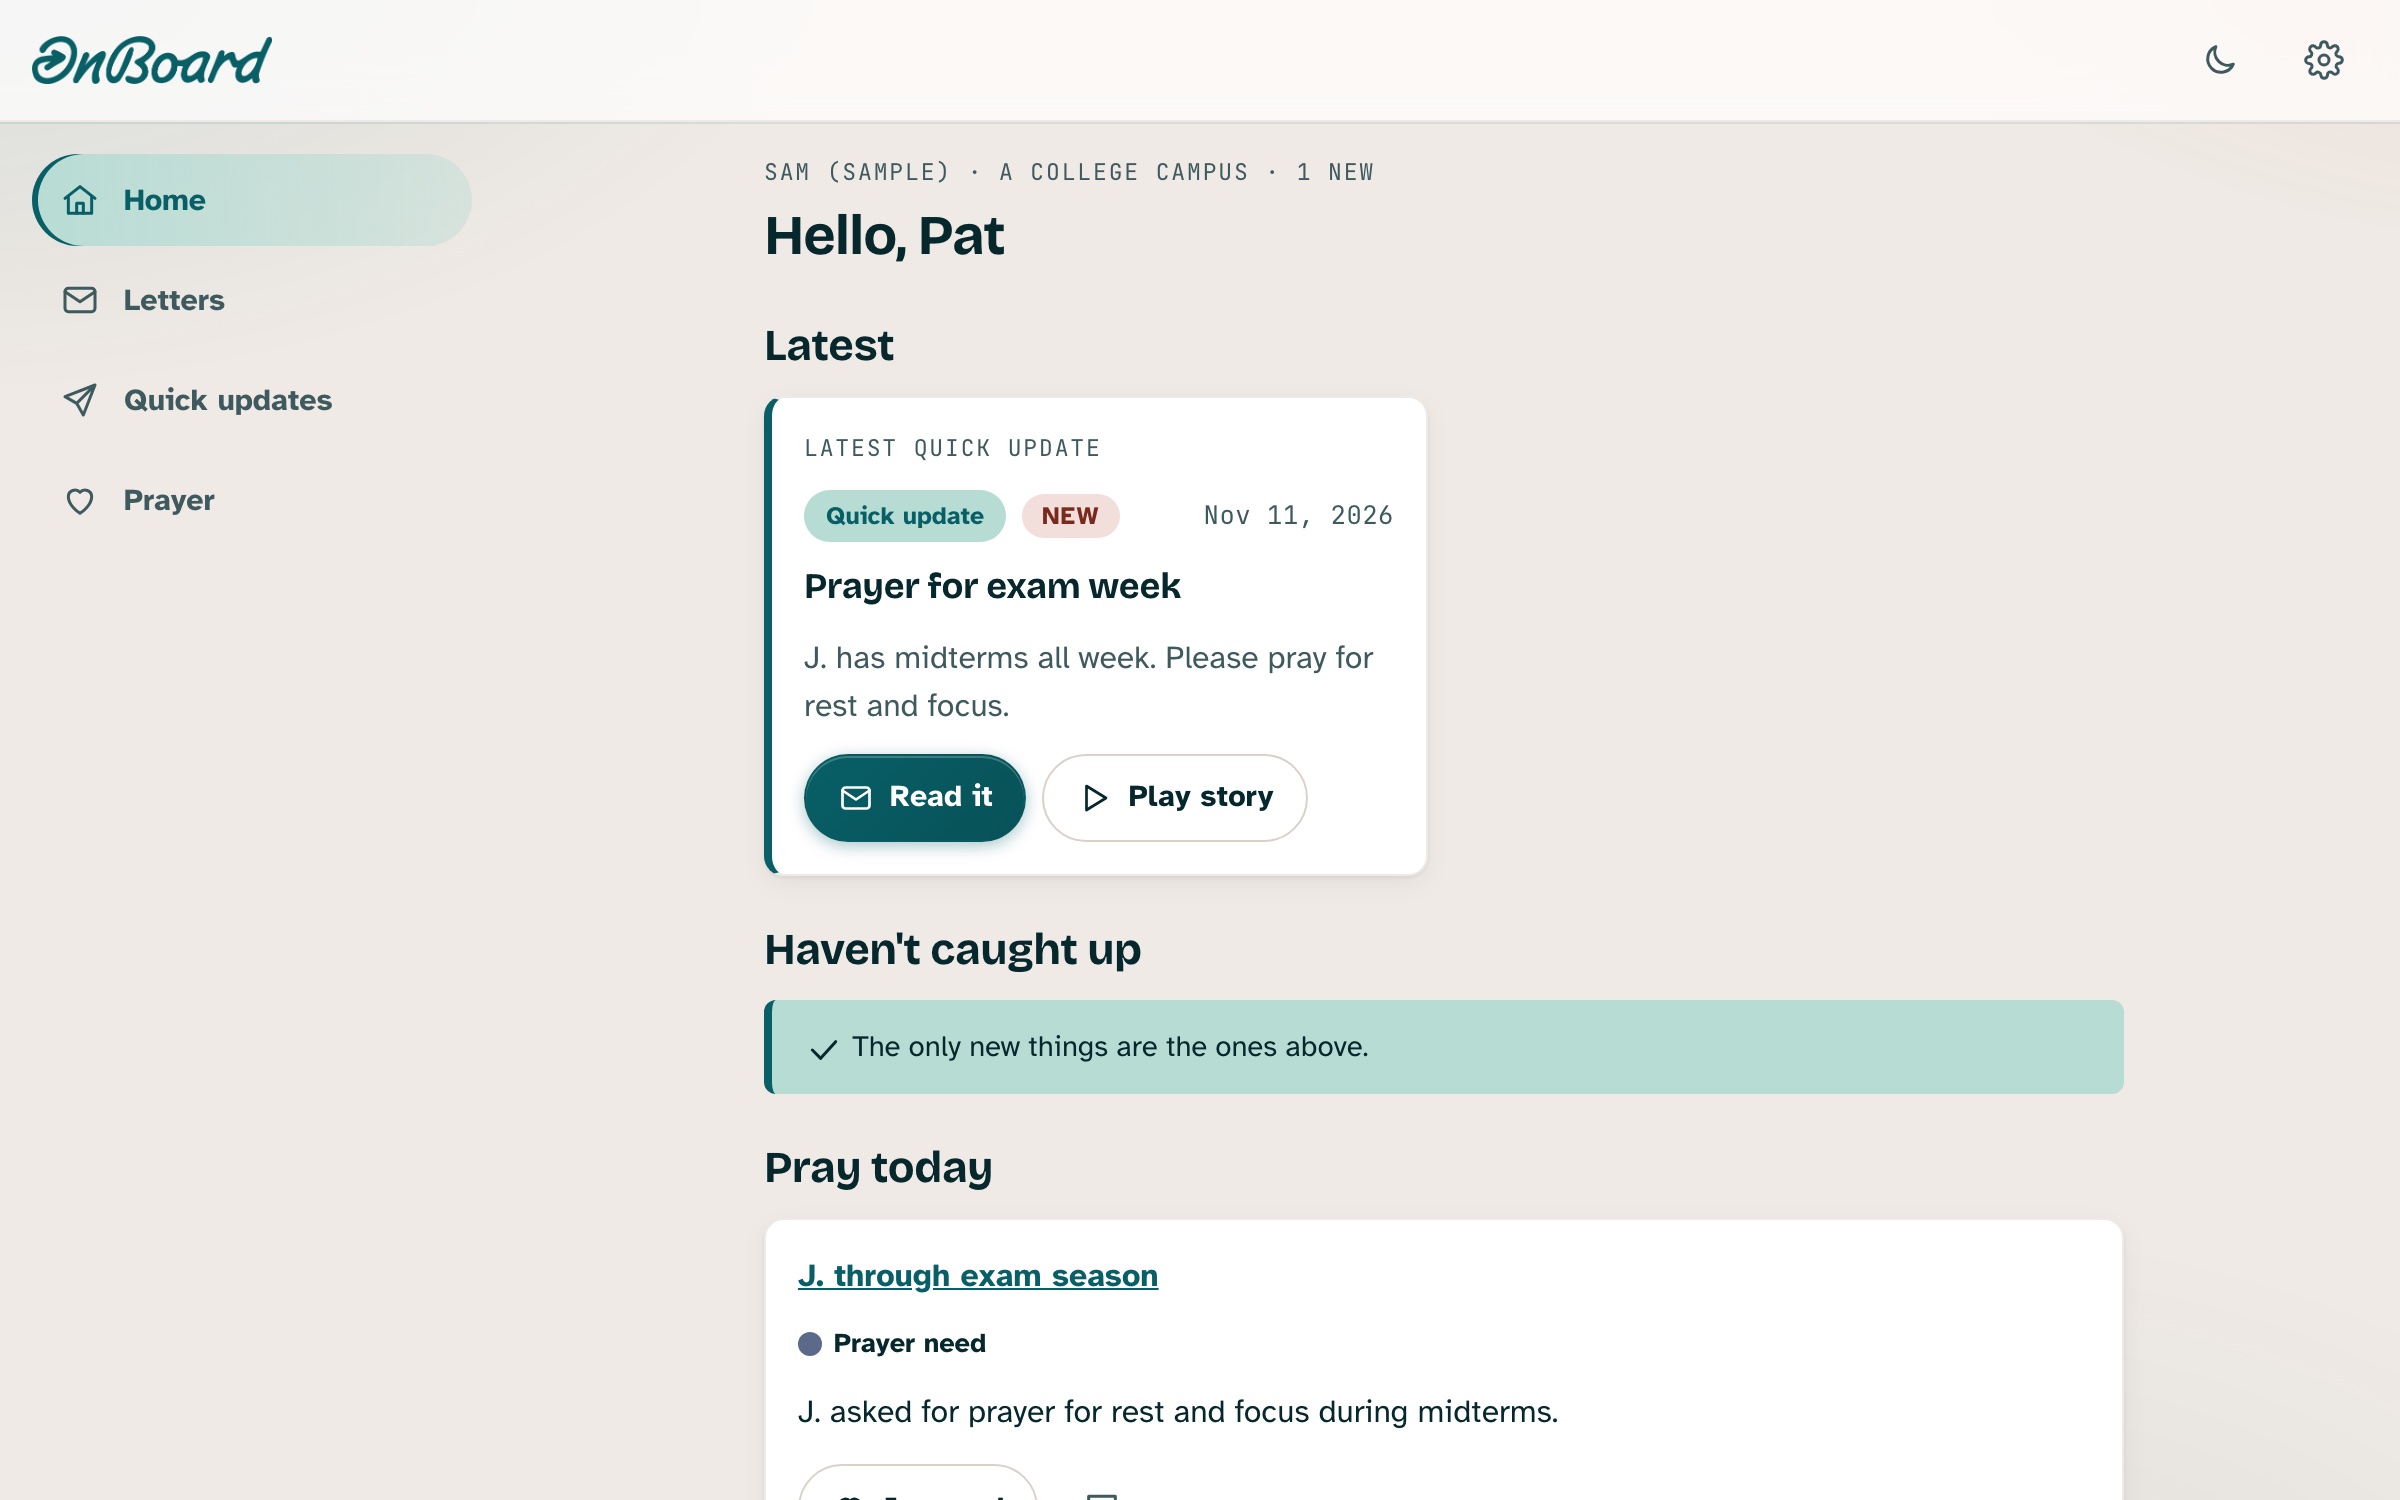 OnBoard
Home
Letters
Quick updates
Prayer
SAM (SAMPLE) · A COLLEGE CAMPUS · 1 NEW
Hello, Pat
Latest
LATEST QUICK UPDATE
Quick update NEW Nov 11, 2026
Prayer for exam week
J. has midterms all week. Please pray for
rest and focus.
Read it Play story
Haven't caught up
The only new things are the ones above.
Pray today
J. through exam season
Prayer need
J. asked for prayer for rest and focus during midterms.